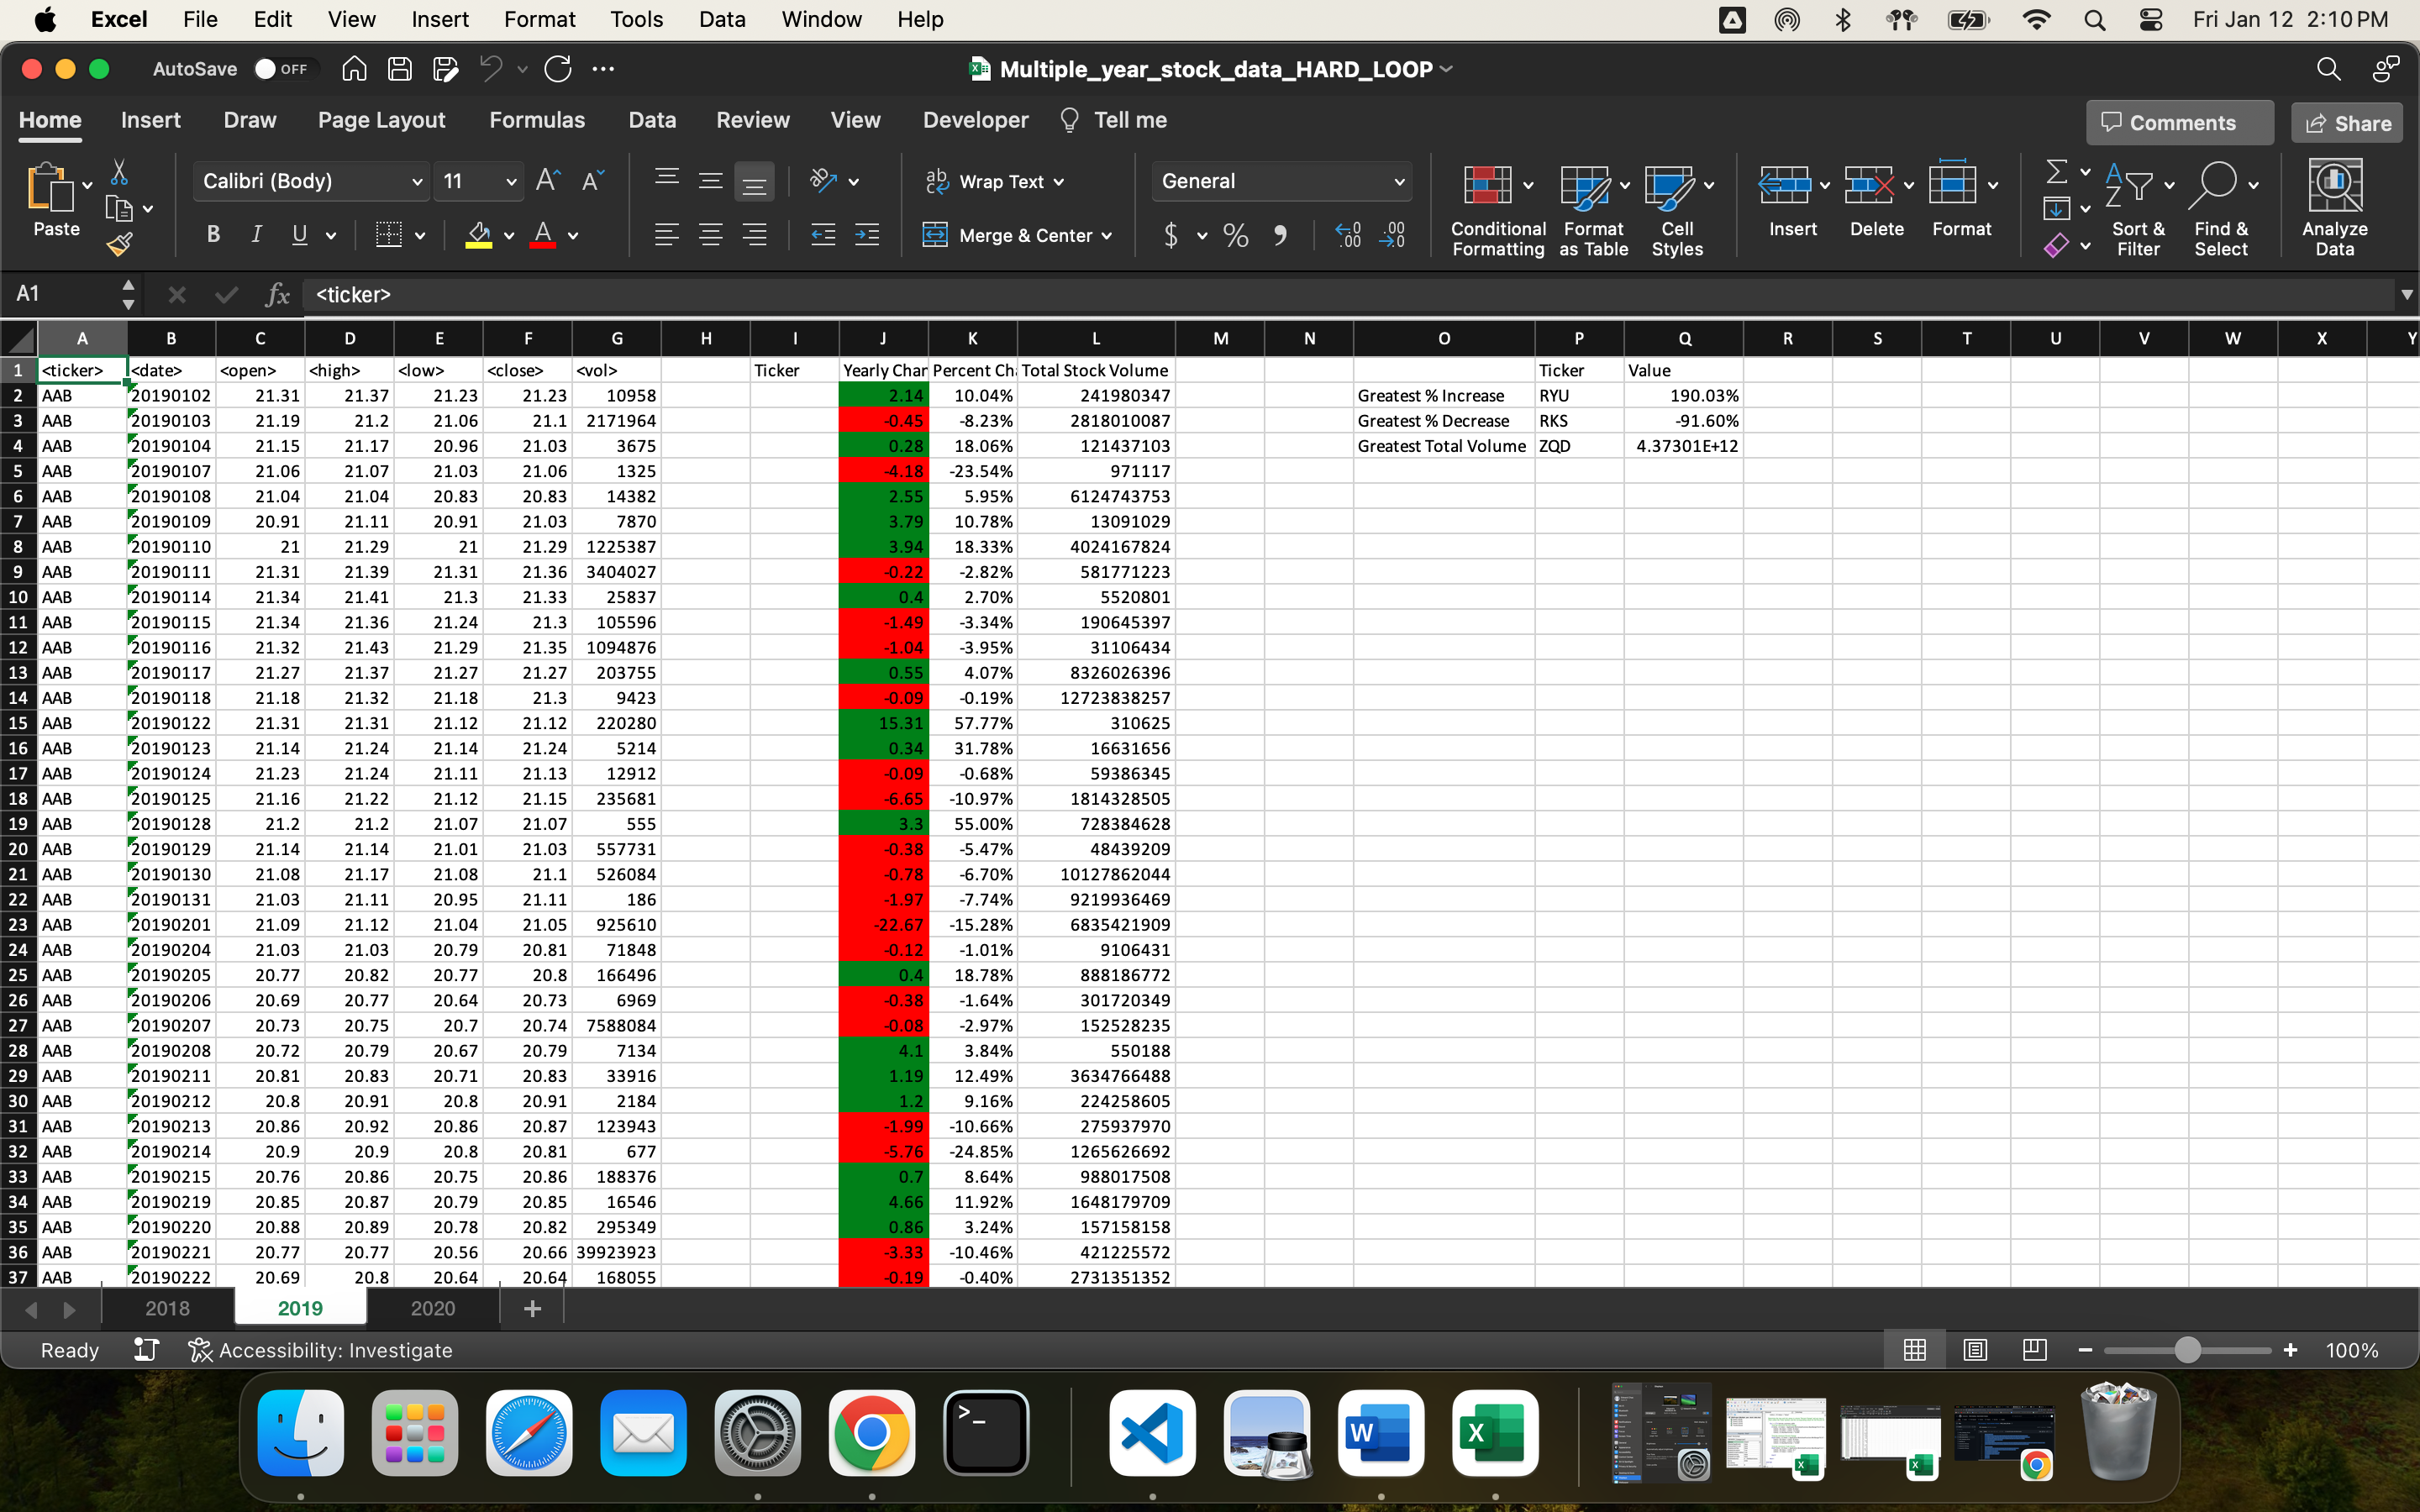 Excel File Edit View Insert Format Tools Data Window Help Fri Jan 12 2:10 PM
AutoSave OFF Multiple_year_stock_data_HARD_LOOP
Home Insert Draw Page Layout Formulas Data Review View Developer Tell me Comments Share
Paste Calibri (Body) 11 Wrap Text General Conditional Formatting Format as Table Cell Styles Insert Delete Format Sort & Filter Find & Select Analyze Data
B I U A Merge & Center $ %
A1 fx <ticker>
A B C D E F G H I J K L M N O P Q R S T U V W X Y
1 <ticker> <date> <open> <high> <low> <close> <vol> Ticker Yearly Char Percent Ch Total Stock Volume Ticker Value
2 AAB 20190102 21.31 21.37 21.23 21.23 10958 2.14 10.04% 241980347 Greatest % Increase RYU 190.03%
3 AAB 20190103 21.19 21.2 21.06 21.1 2171964 -0.45 -8.23% 2818010087 Greatest % Decrease RKS -91.60%
4 AAB 20190104 21.15 21.17 20.96 21.03 3675 0.28 18.06% 121437103 Greatest Total Volume ZQD 4.37301E+12
5 AAB 20190107 21.06 21.07 21.03 21.06 1325 -4.18 -23.54% 971117
6 AAB 20190108 21.04 21.04 20.83 20.83 14382 2.55 5.95% 6124743753
7 AAB 20190109 20.91 21.11 20.91 21.03 7870 3.79 10.78% 13091029
8 AAB 20190110 21 21.29 21 21.29 1225387 3.94 18.33% 4024167824
9 AAB 20190111 21.31 21.39 21.31 21.36 3404027 -0.22 -2.82% 581771223
10 AAB 20190114 21.34 21.41 21.3 21.33 25837 0.4 2.70% 5520801
11 AAB 20190115 21.34 21.36 21.24 21.3 105596 -1.49 -3.34% 190645397
12 AAB 20190116 21.32 21.43 21.29 21.35 1094876 -1.04 -3.95% 31106434
13 AAB 20190117 21.27 21.37 21.27 21.27 203755 0.55 4.07% 8326026396
14 AAB 20190118 21.18 21.32 21.18 21.3 9423 -0.09 -0.19% 12723838257
15 AAB 20190122 21.31 21.31 21.12 21.12 220280 15.31 57.77% 310625
16 AAB 20190123 21.14 21.24 21.14 21.24 5214 0.34 31.78% 16631656
17 AAB 20190124 21.23 21.24 21.11 21.13 12912 -0.09 -0.68% 59386345
18 AAB 20190125 21.16 21.22 21.12 21.15 235681 -6.65 -10.97% 1814328505
19 AAB 20190128 21.2 21.2 21.07 21.07 555 3.3 55.00% 728384628
20 AAB 20190129 21.14 21.14 21.01 21.03 557731 -0.38 -5.47% 48439209
21 AAB 20190130 21.08 21.17 21.08 21.1 526084 -0.78 -6.70% 10127862044
22 AAB 20190131 21.03 21.11 20.95 21.11 186 -1.97 -7.74% 9219936469
23 AAB 20190201 21.09 21.12 21.04 21.05 925610 -22.67 -15.28% 6835421909
24 AAB 20190204 21.03 21.03 20.79 20.81 71848 -0.12 -1.01% 9106431
25 AAB 20190205 20.77 20.82 20.77 20.8 166496 0.4 18.78% 888186772
26 AAB 20190206 20.69 20.77 20.64 20.73 6969 -0.38 -1.64% 301720349
27 AAB 20190207 20.73 20.75 20.7 20.74 7588084 -0.08 -2.97% 152528235
28 AAB 20190208 20.72 20.79 20.67 20.79 7134 4.1 3.84% 550188
29 AAB 20190211 20.81 20.83 20.71 20.83 33916 1.19 12.49% 3634766488
30 AAB 20190212 20.8 20.91 20.8 20.91 2184 1.2 9.16% 224258605
31 AAB 20190213 20.86 20.92 20.86 20.87 123943 -1.99 -10.66% 275937970
32 AAB 20190214 20.9 20.9 20.8 20.81 677 -5.76 -24.85% 1265626692
33 AAB 20190215 20.76 20.86 20.75 20.86 188376 0.7 8.64% 988017508
34 AAB 20190219 20.85 20.87 20.79 20.85 16546 4.66 11.92% 1648179709
35 AAB 20190220 20.88 20.89 20.78 20.82 295349 0.86 3.24% 157158158
36 AAB 20190221 20.77 20.77 20.56 20.66 39923923 -3.33 -10.46% 421225572
37 AAB 20190222 20.69 20.8 20.64 20.64 168055 -0.19 -0.40% 2731351352
2018 2019 2020
Ready Accessibility: Investigate 100%